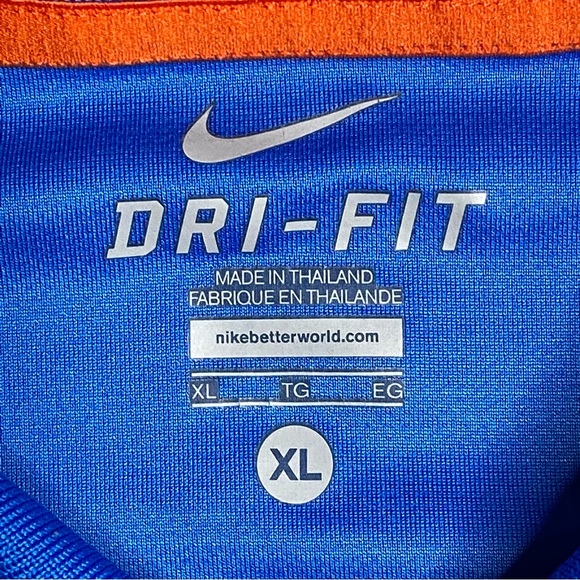 DRI-FIT
MADE IN THAILAND
FABRIQUE EN THAILANDE
nikebetterworld.com
XL TG EG
XL